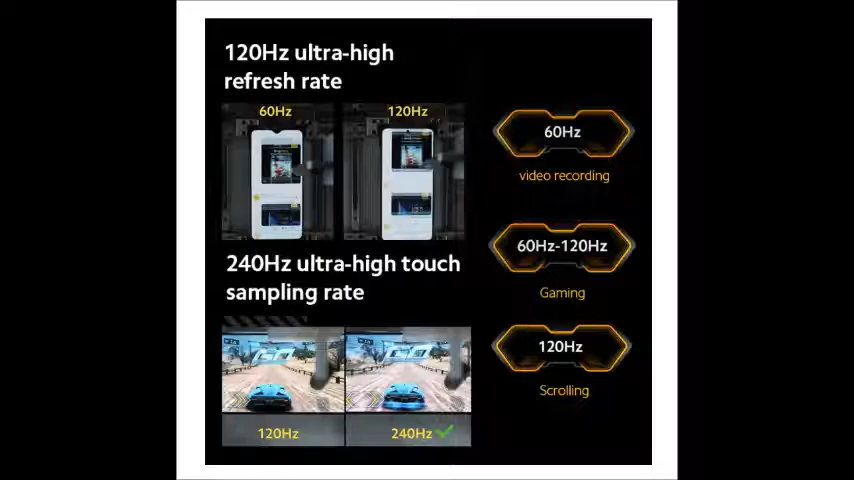 120Hz ultra-high
refresh rate
60Hz
120Hz
240Hz ultra-high touch
sampling rate
120Hz
240Hz
60Hz
video recording
60Hz-120Hz
Gaming
120Hz
Scrolling